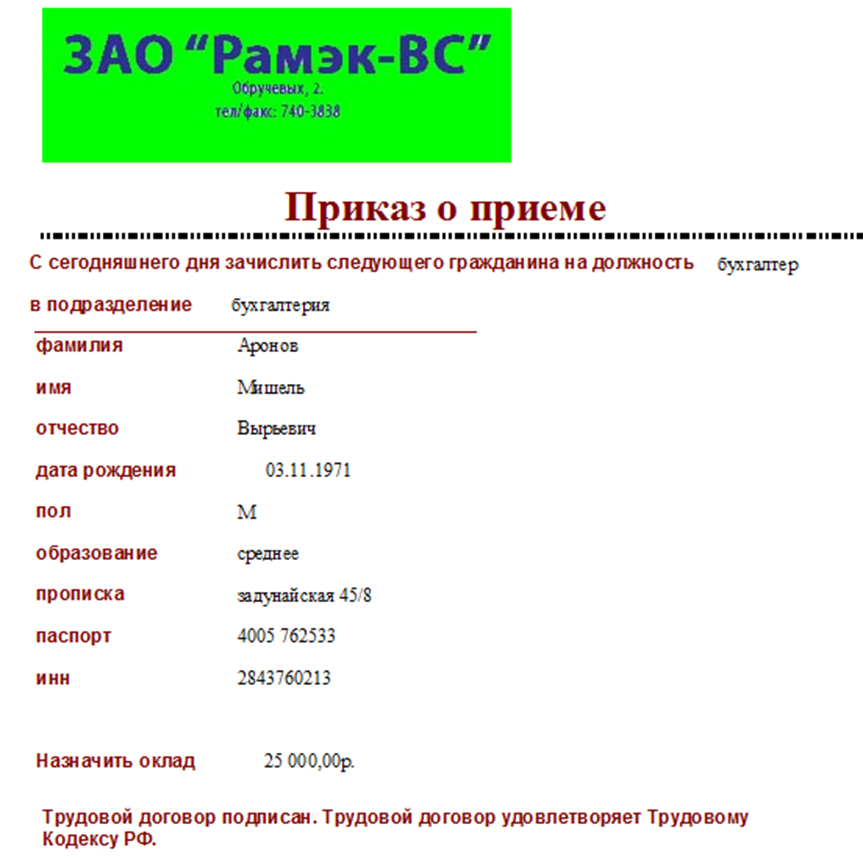 ЗАО “Рамэк-ВС”
Обручевых, 2.
тел/факс: 740-3838
Приказ о приеме
С сегодняшнего дня зачислить следующего гражданина на должность бухгалтер
в подразделение бухгалтерия
фамилия Аронов
имя Мишель
отчество Вырьевич
дата рождения 03.11.1971
пол М
образование среднее
прописка задунайская 45/8
паспорт 4005 762533
инн 2843760213
Назначить оклад 25 000,00р.
Трудовой договор подписан. Трудовой договор удовлетворяет Трудовому
Кодексу РФ.